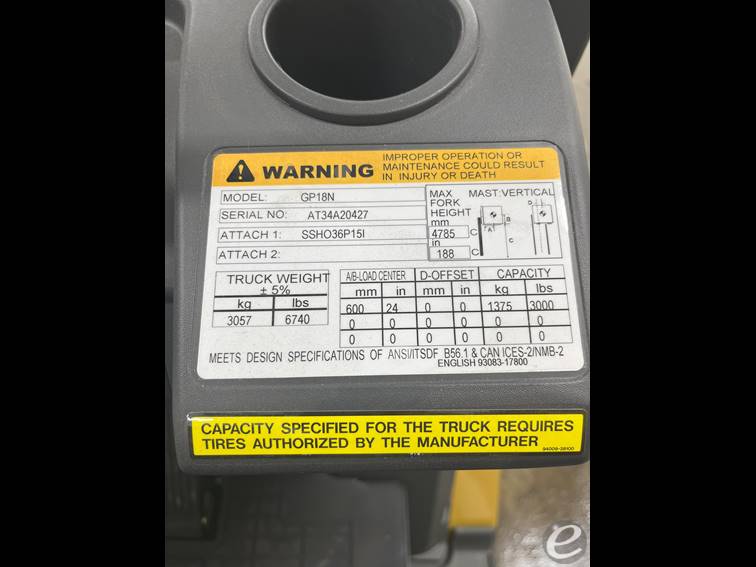 WARNING
IMPROPER OPERATION OR
MAINTENANCE COULD RESULT
IN INJURY OR DEATH
MODEL: GP18N
SERIAL NO: AT34A20427
ATTACH 1: SSHO36P15I
ATTACH 2:
MAX FORK HEIGHT
MAST: VERTICAL
mm
4785 C
in
188 C
A
B
C
D
TRUCK WEIGHT
± 5%
kg lbs
3057 6740
A/B-LOAD CENTER D-OFFSET CAPACITY
mm in mm in kg lbs
600 24 0 0 1375 3000
0 0 0 0 0 0
0 0 0 0 0 0
MEETS DESIGN SPECIFICATIONS OF ANSI/ITSDF B56.1 & CAN ICES-2/NMB-2
ENGLISH 93083-17800
CAPACITY SPECIFIED FOR THE TRUCK REQUIRES
TIRES AUTHORIZED BY THE MANUFACTURER
e